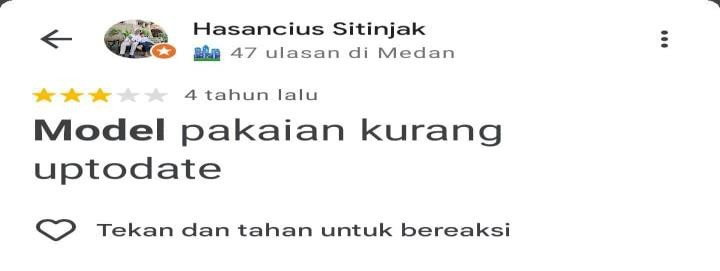 Hasancius Sitinjak
47 ulasan di Medan
4 tahun lalu
Model pakaian kurang
uptodate
Tekan dan tahan untuk bereaksi